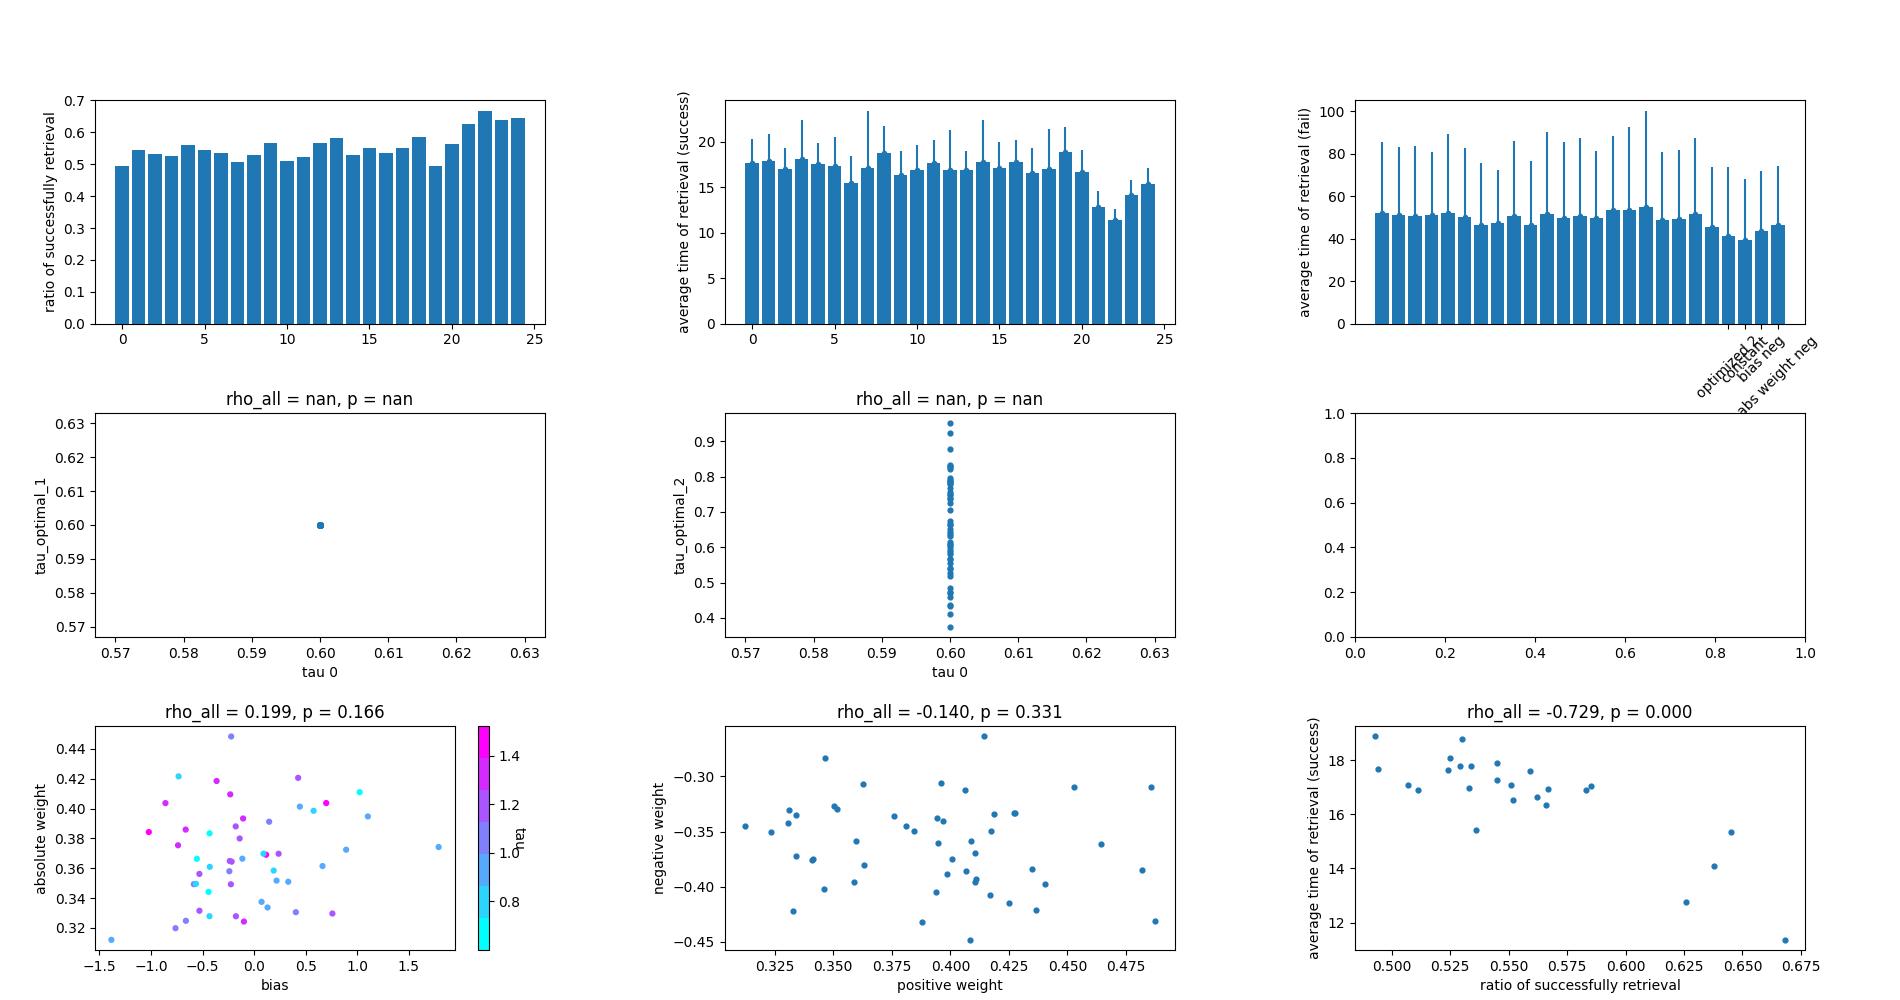 ratio of successfully retrieval
0.7
0.6
0.5
0.4
0.3
0.2
0.1
0.0
0 5 10 15 20 25
average time of retrieval (success)
20
15
10
5
0
0 5 10 15 20 25
average time of retrieval (fail)
100
80
60
40
20
0
optimized 2
constant
bias neg
abs weight neg
rho_all = nan, p = nan
tau_optimal_1
0.63
0.62
0.61
0.60
0.59
0.58
0.57
0.57 0.58 0.59 0.60 0.61 0.62 0.63
tau 0
rho_all = nan, p = nan
tau_optimal_2
0.9
0.8
0.7
0.6
0.5
0.4
0.57 0.58 0.59 0.60 0.61 0.62 0.63
tau 0
1.0
0.8
0.6
0.4
0.2
0.0
0.0 0.2 0.4 0.6 0.8 1.0
rho_all = 0.199, p = 0.166
absolute weight
0.44
0.42
0.40
0.38
0.36
0.34
0.32
−1.5 −1.0 −0.5 0.0 0.5 1.0 1.5
bias
1.4
1.2
1.0
0.8
tau
rho_all = -0.140, p = 0.331
negative weight
−0.30
−0.35
−0.40
−0.45
0.325 0.350 0.375 0.400 0.425 0.450 0.475
positive weight
rho_all = -0.729, p = 0.000
average time of retrieval (success)
18
16
14
12
0.500 0.525 0.550 0.575 0.600 0.625 0.650 0.675
ratio of successfully retrieval